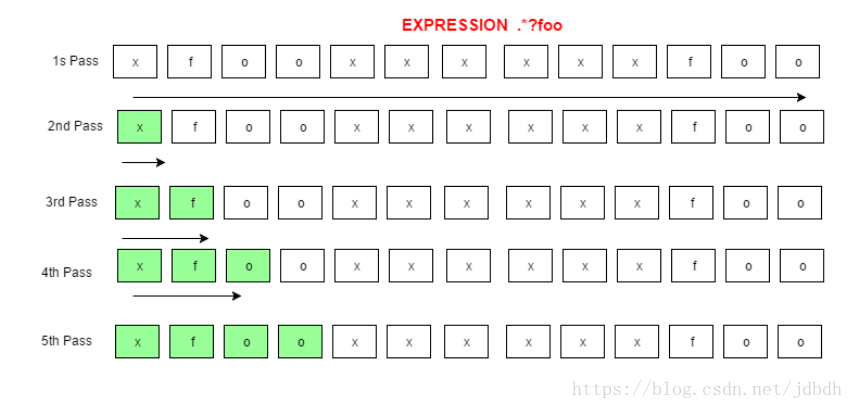 EXPRESSION .*?foo
1s Pass x f o o x x x x x x f o o
2nd Pass x f o o x x x x x x f o o
3rd Pass x f o o x x x x x x f o o
4th Pass x f o o x x x x x x f o o
5th Pass x f o o x x x x x x f o o
https://blog.csdn.net/jdbdh